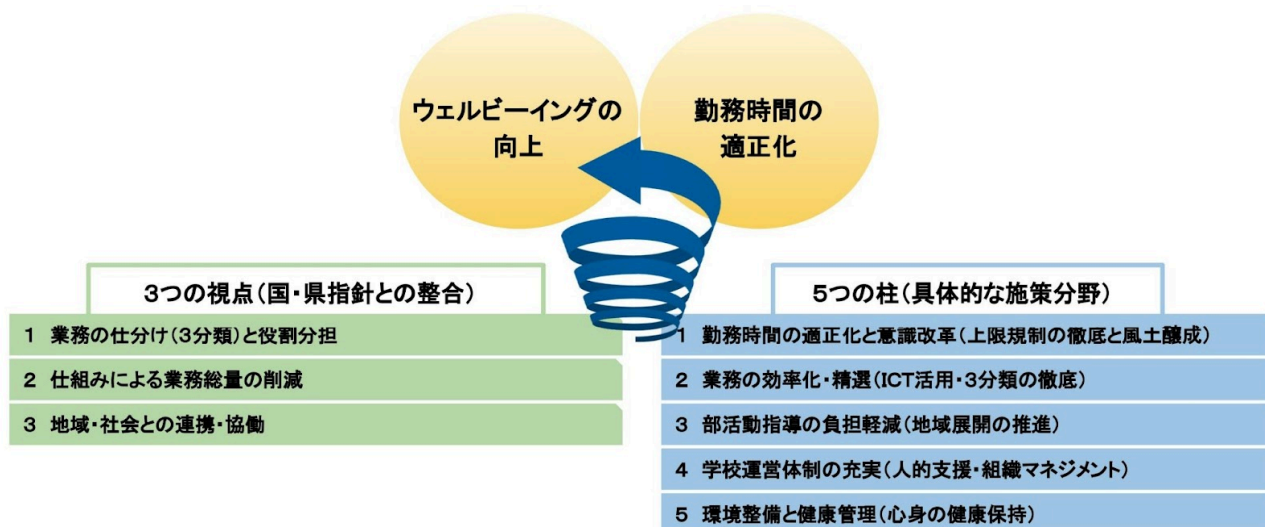 ウェルビーイングの
向上
勤務時間の
適正化
3つの視点(国・県指針との整合)
1 業務の仕分け(3分類)と役割分担
2 仕組みによる業務総量の削減
3 地域・社会との連携・協働
5つの柱(具体的な施策分野)
1 勤務時間の適正化と意識改革(上限規制の徹底と風土醸成)
2 業務の効率化・精選(ICT活用・3分類の徹底)
3 部活動指導の負担軽減(地域展開の推進)
4 学校運営体制の充実(人的支援・組織マネジメント)
5 環境整備と健康管理(心身の健康保持)